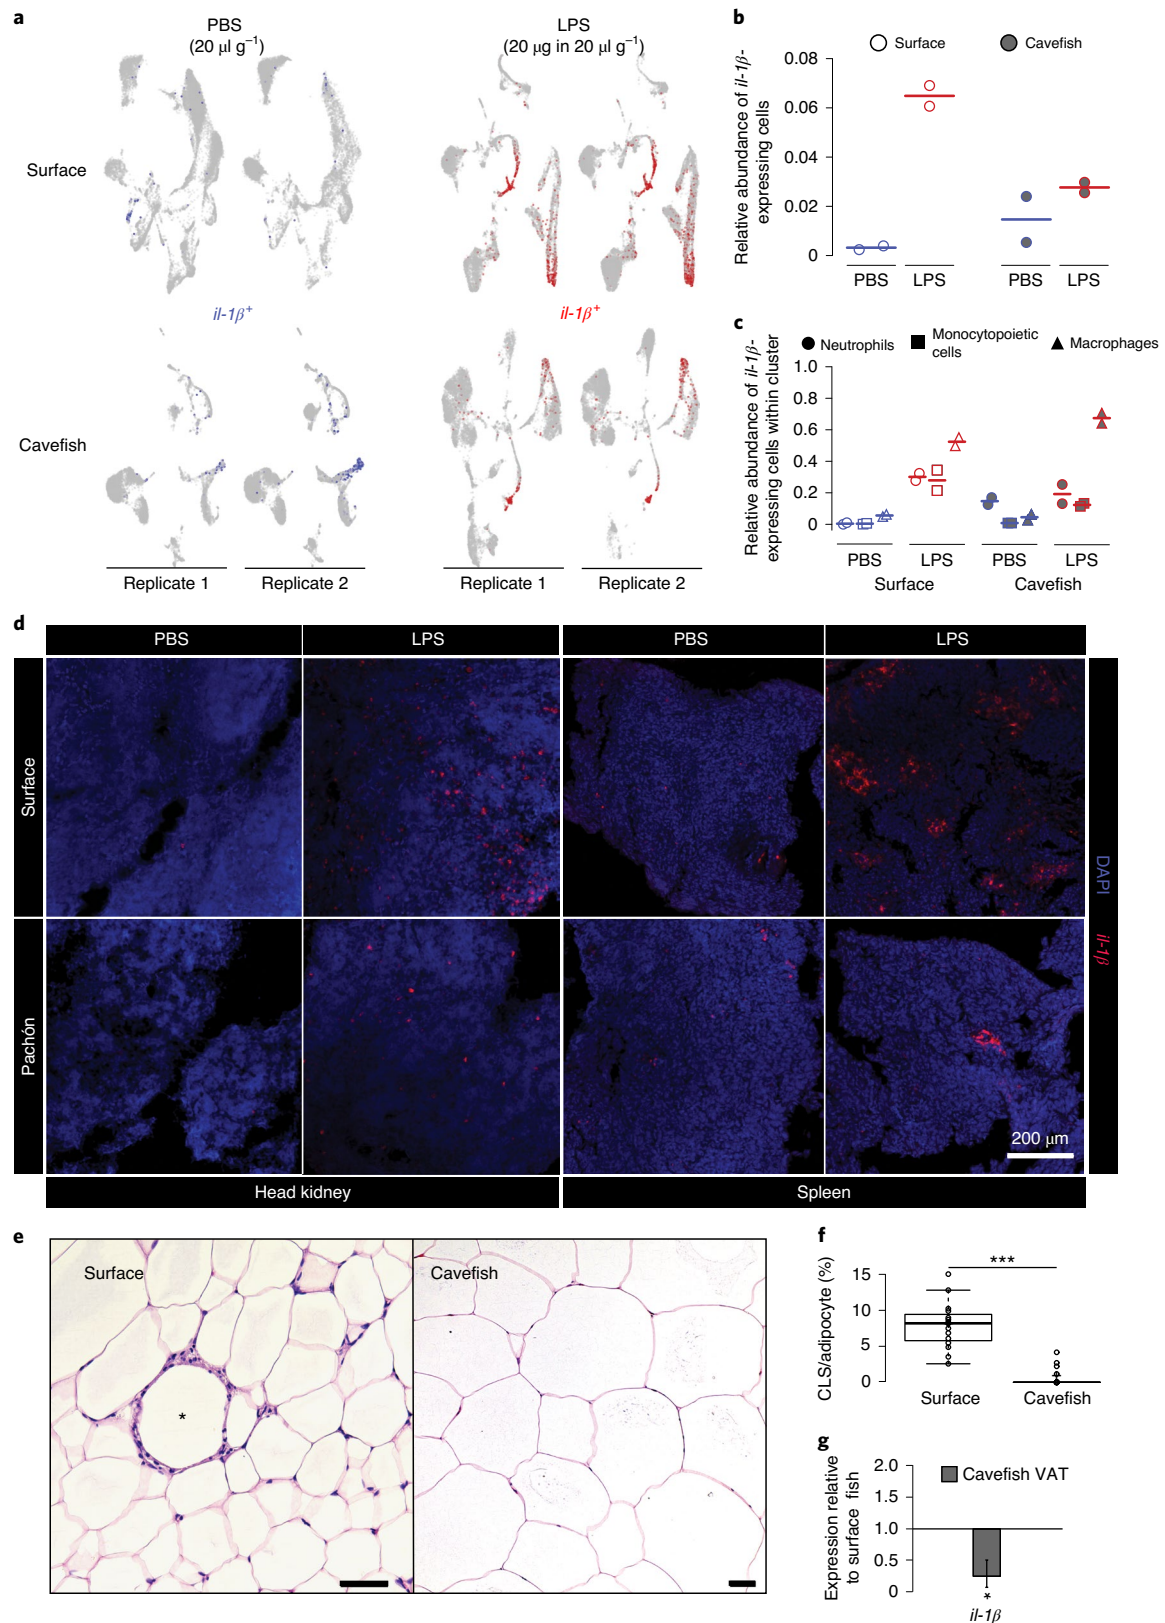 a
PBS
(20 μl g⁻¹)
LPS
(20 μg in 20 μl g⁻¹)
Surface
il-1β⁺
il-1β⁺
Cavefish
Replicate 1
Replicate 2
Replicate 1
Replicate 2
b
Surface
Cavefish
Relative abundance of il-1β-
expressing cells
0.08
0.06
0.04
0.02
0
PBS
LPS
PBS
LPS
c
Neutrophils
Monocytopoietic
cells
Macrophages
Relative abundance of il-1β-
expressing cells within cluster
1.0
0.8
0.6
0.4
0.2
0
PBS
LPS
PBS
LPS
Surface
Cavefish
d
PBS
LPS
PBS
LPS
Surface
Pachón
DAPI
il-1β
200 μm
Head kidney
Spleen
e
Surface
*
Cavefish
f
CLS/adipocyte (%)
***
15
10
5
0
Surface
Cavefish
g
Expression relative
to surface fish
2.0
1.5
1.0
0.5
0
Cavefish VAT
*
il-1β